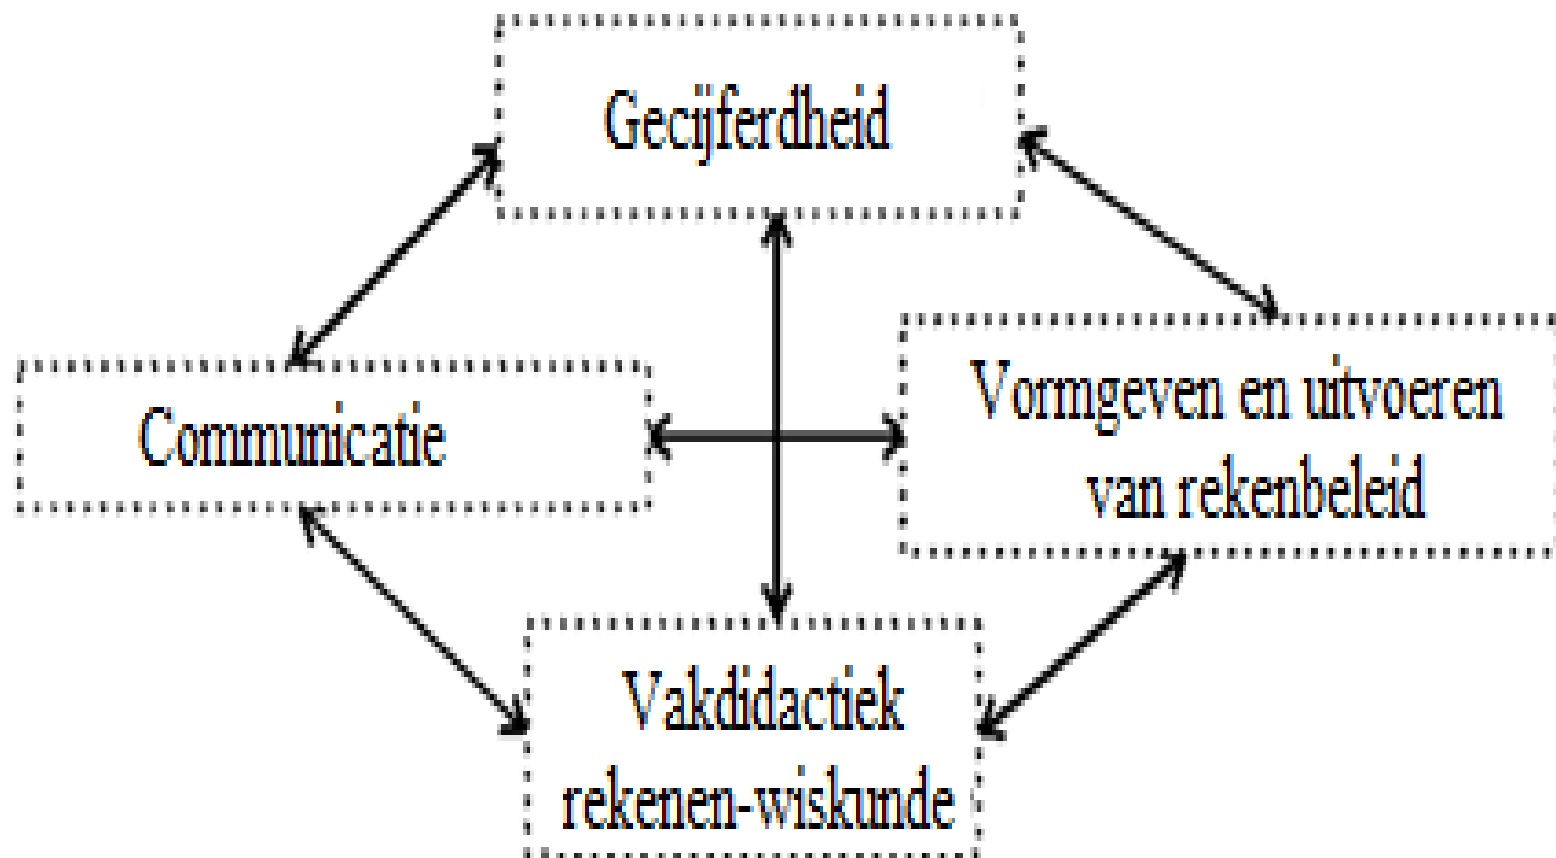 Gecijferdheid
Communicatie
Vormgeven en uitvoeren
van rekenbeleid
Vakdidactiek
rekenen-wiskunde